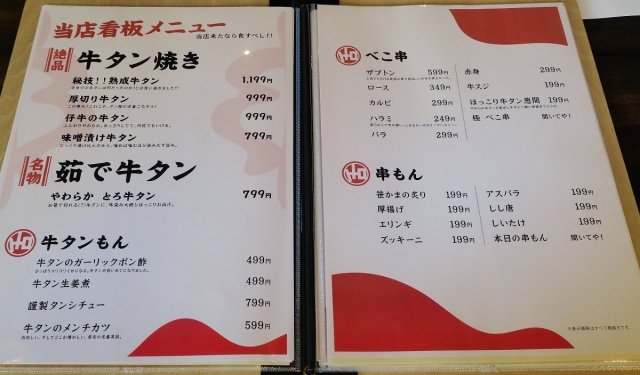 当店看板メニュー
当店来たなら食すべし!!
絶品 牛タン焼き
秘技!!熟成牛タン 1,199円
厚切り牛タン 999円
仔牛の牛タン 999円
味噌漬け牛タン 799円
名物 茹で牛タン
やわらか とろ牛タン 799円
牛タンもん
牛タンのガーリックポン酢 499円
牛タン生姜煮 499円
謹製タンシチュー 799円
牛タンのメンチカツ 599円
べこ串
ザブトン 599円
ロース 349円
カルビ 299円
ハラミ 249円
バラ 299円
赤身 299円
牛スジ 199円
ほっこり牛タン 199円
極 べこ串 聞いてや!
串もん
笹かまの炙り 199円
厚揚げ 199円
エリンギ 199円
ズッキーニ 199円
アスパラ 199円
しし唐 199円
しいたけ 199円
本日の串もん 聞いてや!